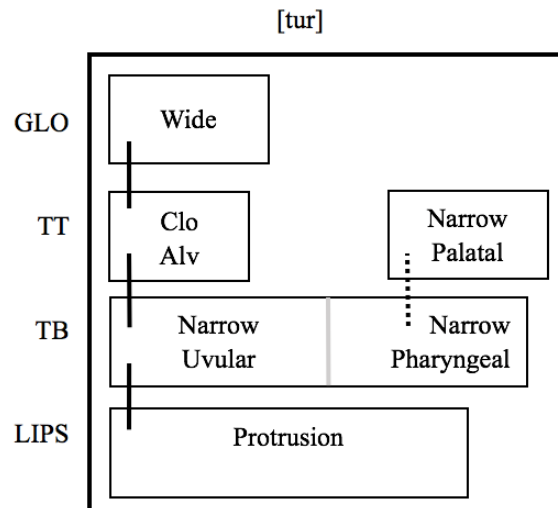 [tur]
GLO
Wide
TT
Clo
Alv
Narrow
Palatal
TB
Narrow
Uvular
Narrow
Pharyngeal
LIPS
Protrusion